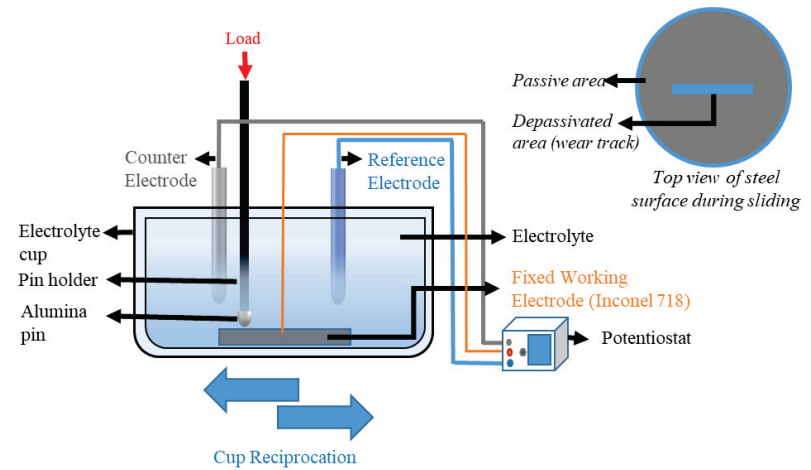 Load
Counter
Electrode
Reference
Electrode
Electrolyte
cup
Pin holder
Alumina
pin
Electrolyte
Fixed Working
Electrode (Inconel 718)
Potentiostat
Cup Reciprocation
Passive area
Depassivated
area (wear track)
Top view of steel
surface during sliding